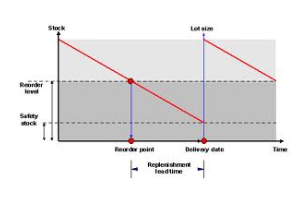 Stock
Lot size
Reorder
level
Safety
stock
Reorder point
Delivery date
Time
Replenishment
lead time